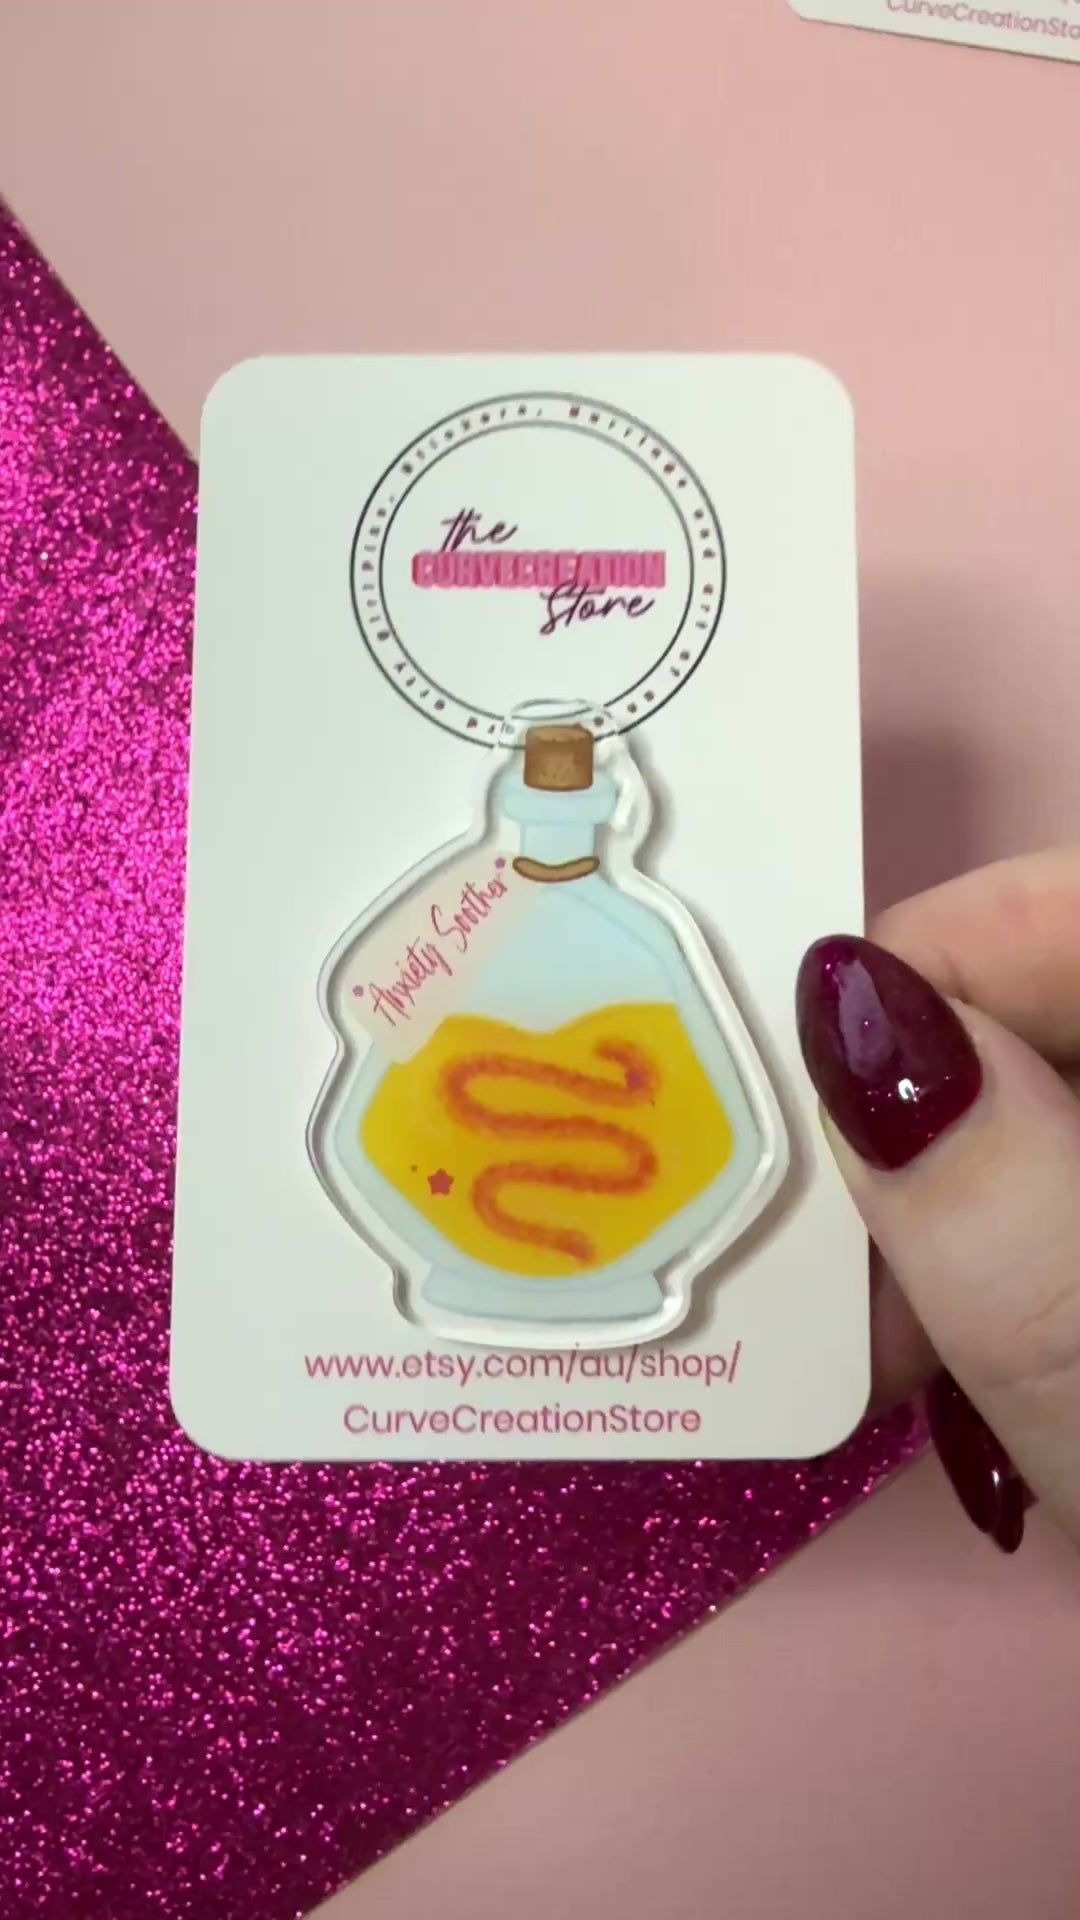 CurveCreationSto
the
CURVECREATION
Store
*Anxiety Soother*
www.etsy.com/au/shop/
CurveCreationStore